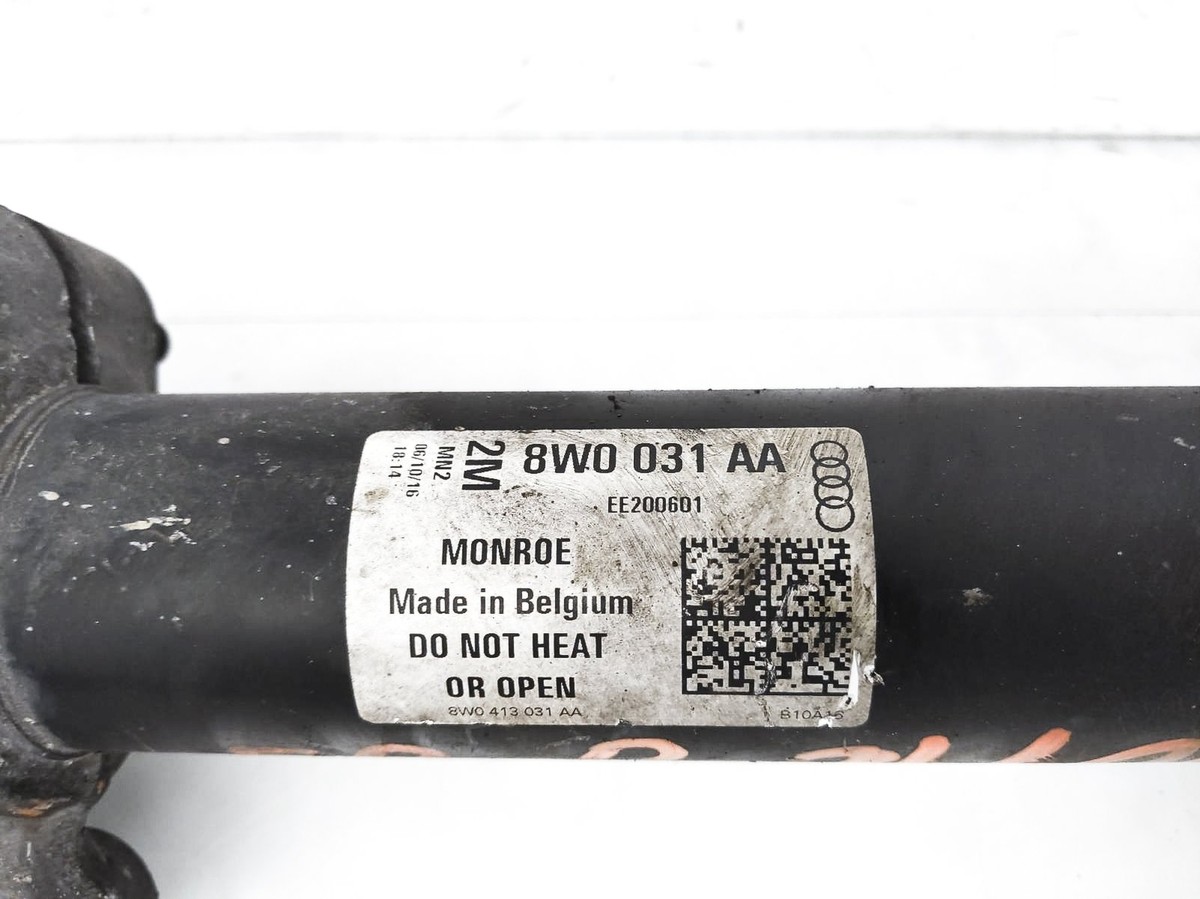 8W0 031 AA
EE200601
2M
MN2
06/10/16
18:14
MONROE
Made in Belgium
DO NOT HEAT
OR OPEN
8W0 413 031 AA